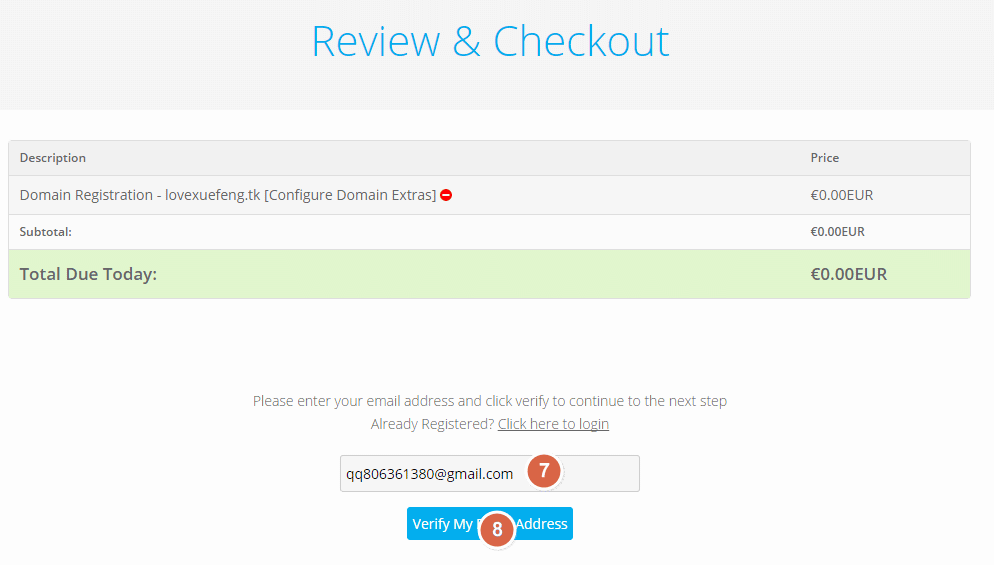 Review & Checkout
Description Price
Domain Registration - lovexuefeng.tk [Configure Domain Extras] €0.00EUR
Subtotal: €0.00EUR
Total Due Today: €0.00EUR
Please enter your email address and click verify to continue to the next step
Already Registered? Click here to login
qq806361380@gmail.com 7
Verify My 8 Address